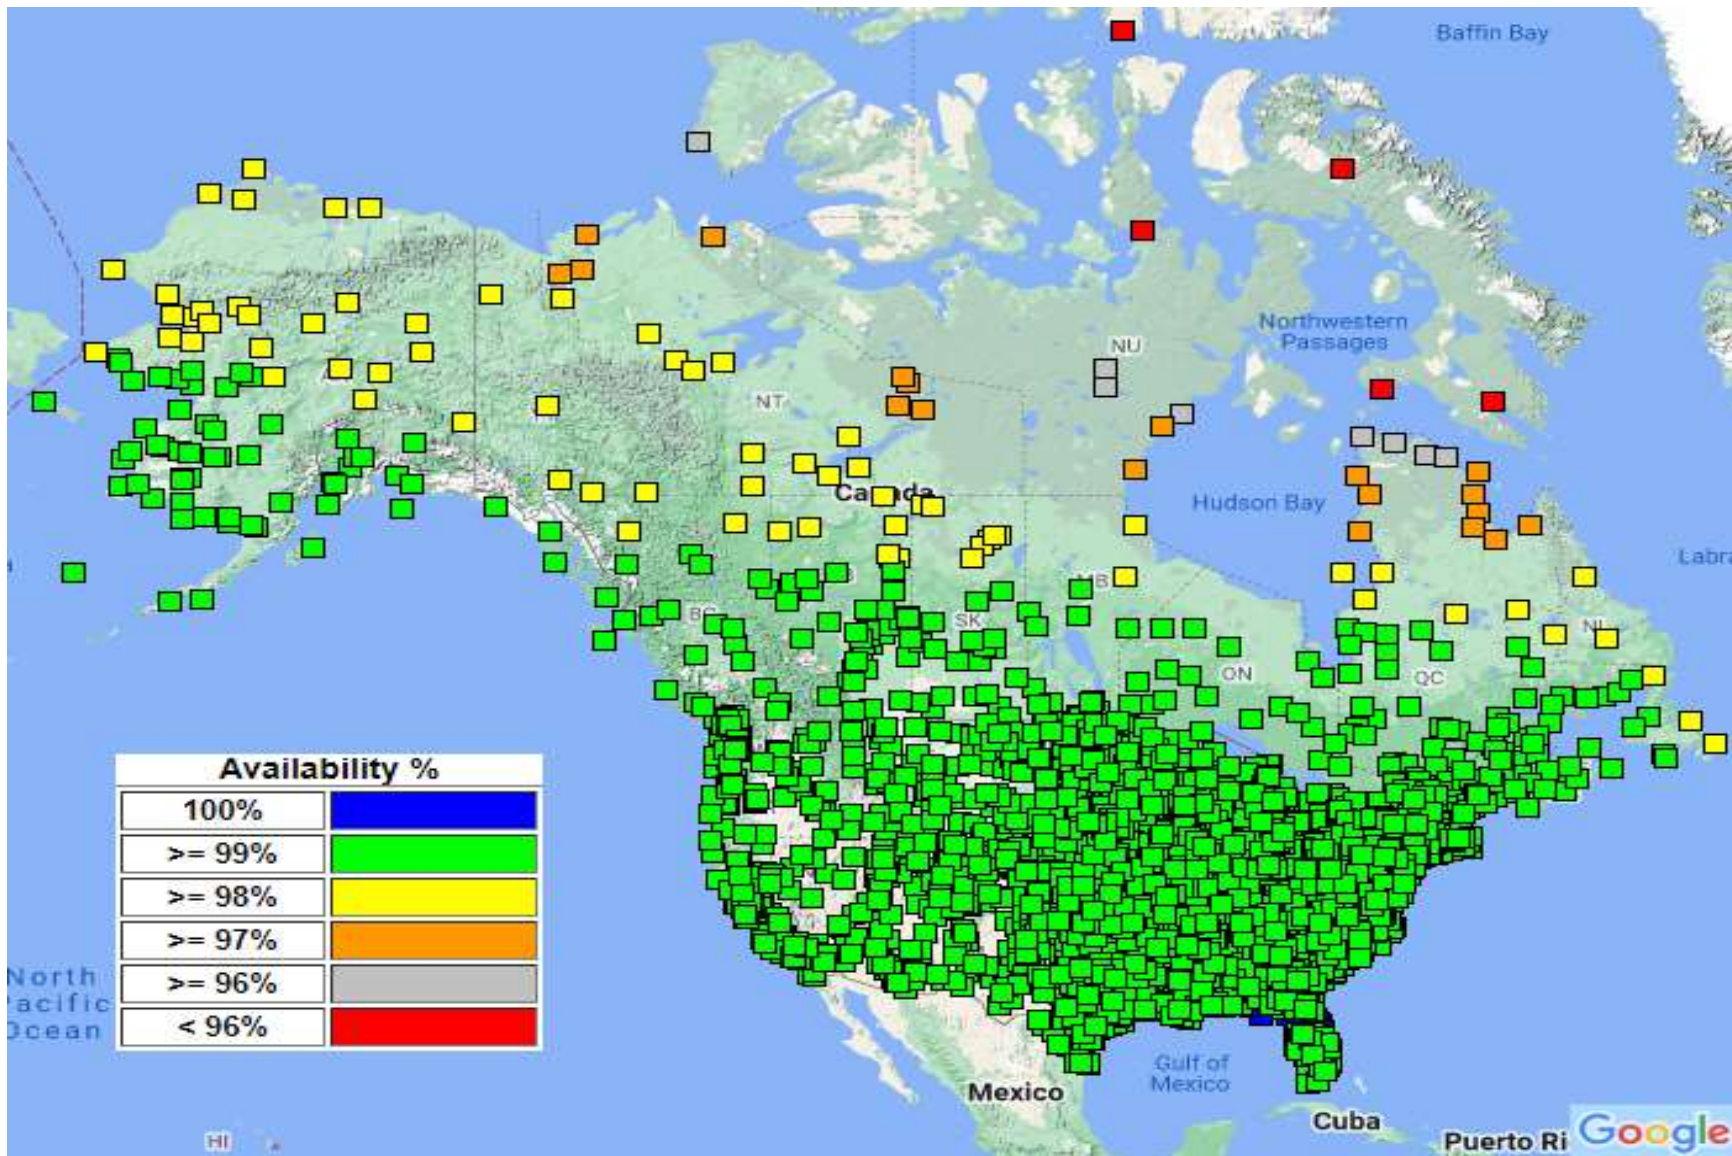 Baffin Bay
Northwestern
Passages
NU
NT
Canada
Hudson Bay
Labra
MB
BC
SK
NL
ON
QC
Availability %
100%
>= 99%
>= 98%
>= 97%
>= 96%
< 96%
North
Pacific
Ocean
Gulf of
Mexico
Mexico
Cuba
HI
Puerto Ri
Google